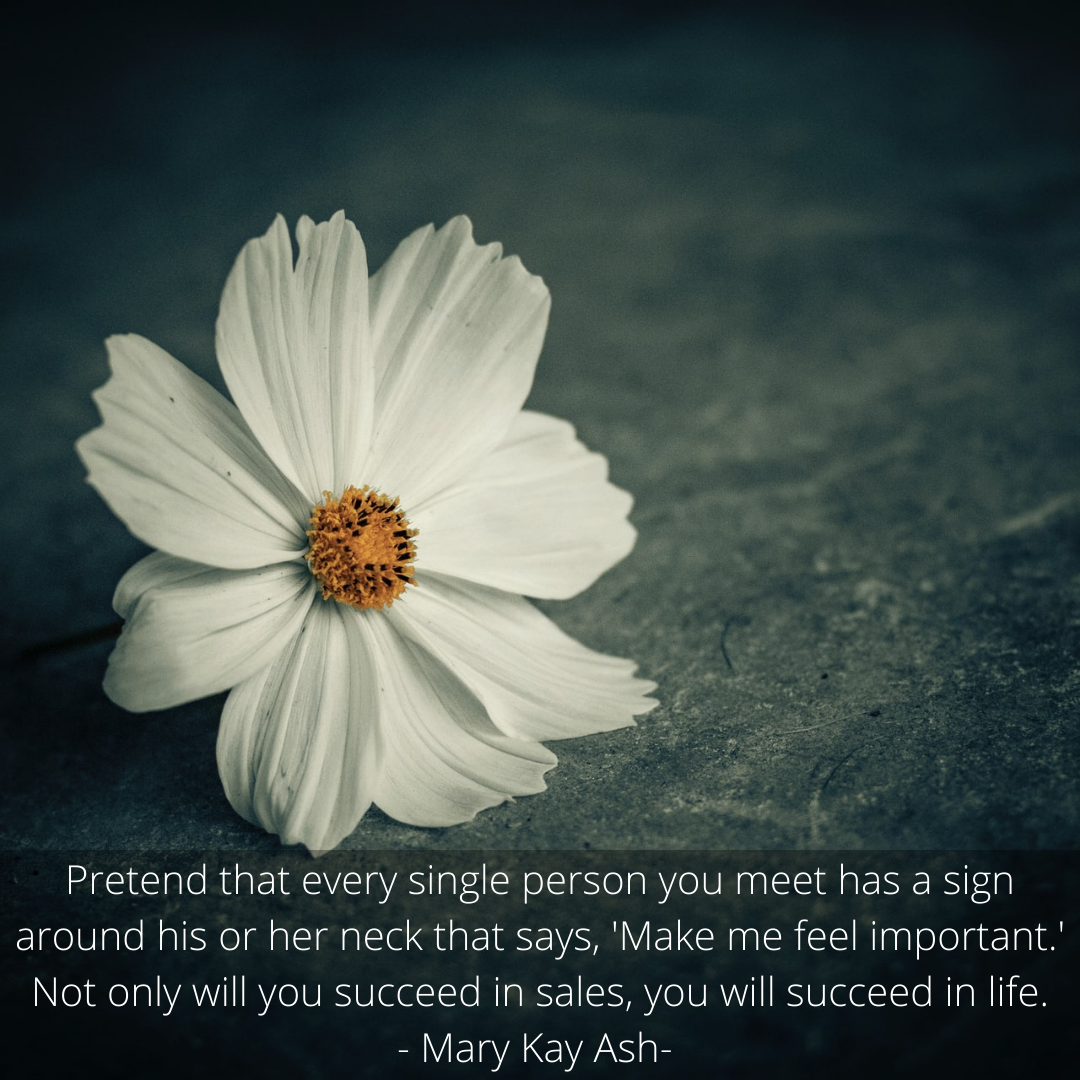 Pretend that every single person you meet has a sign
around his or her neck that says, 'Make me feel important.'
Not only will you succeed in sales, you will succeed in life.
- Mary Kay Ash-